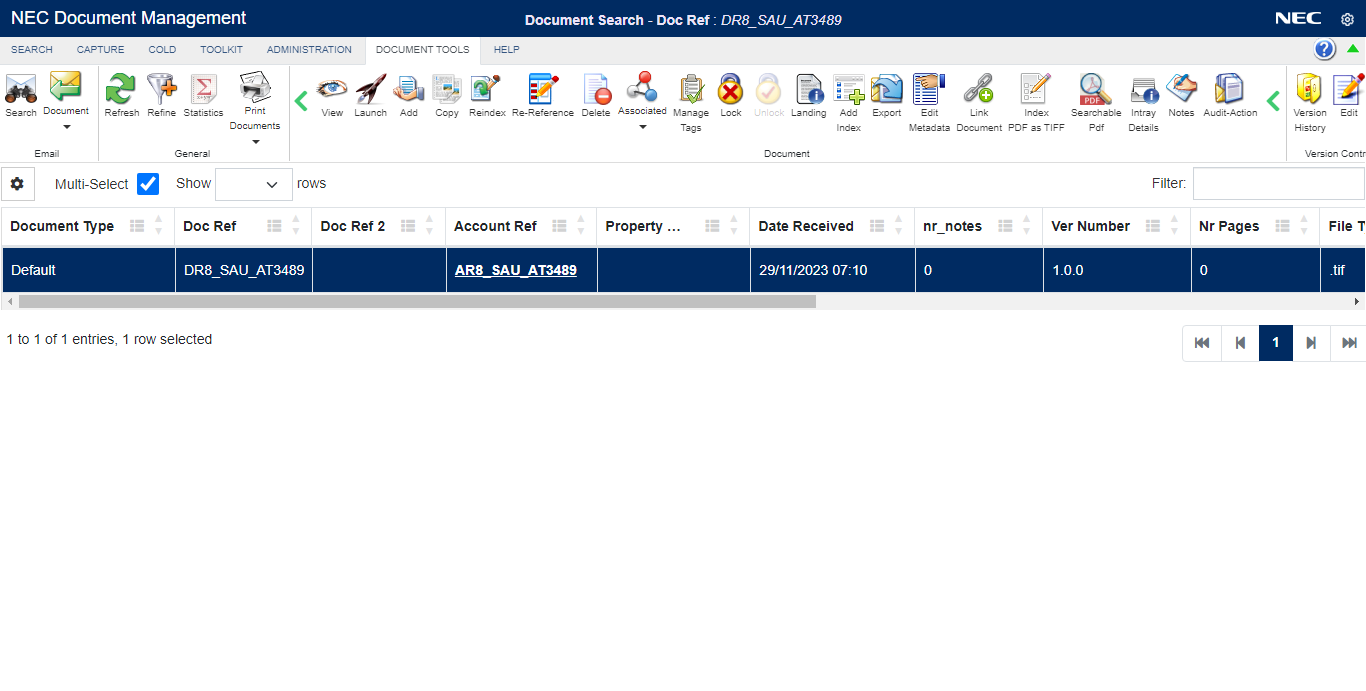 NEC Document Management
Document Search - Doc Ref : DR8_SAU_AT3489
NEC
SEARCH CAPTURE COLD TOOLKIT ADMINISTRATION DOCUMENT TOOLS HELP
?
Search Document
Email
Refresh Refine Statistics Print Documents
General
View Launch Add Copy Reindex Re-Reference Delete Associated Manage Tags Lock Unlock Landing Add Index Export Edit Metadata Link Document Index PDF as TIFF Searchable Pdf Intray Details Notes Audit-Action
PDF
Document
Version History Edit
Version Contr
Multi-Select Show rows Filter:
Document Type Doc Ref Doc Ref 2 Account Ref Property ... Date Received nr_notes Ver Number Nr Pages File T
Default DR8_SAU_AT3489 AR8_SAU_AT3489 29/11/2023 07:10 0 1.0.0 0 .tif
1 to 1 of 1 entries, 1 row selected
1